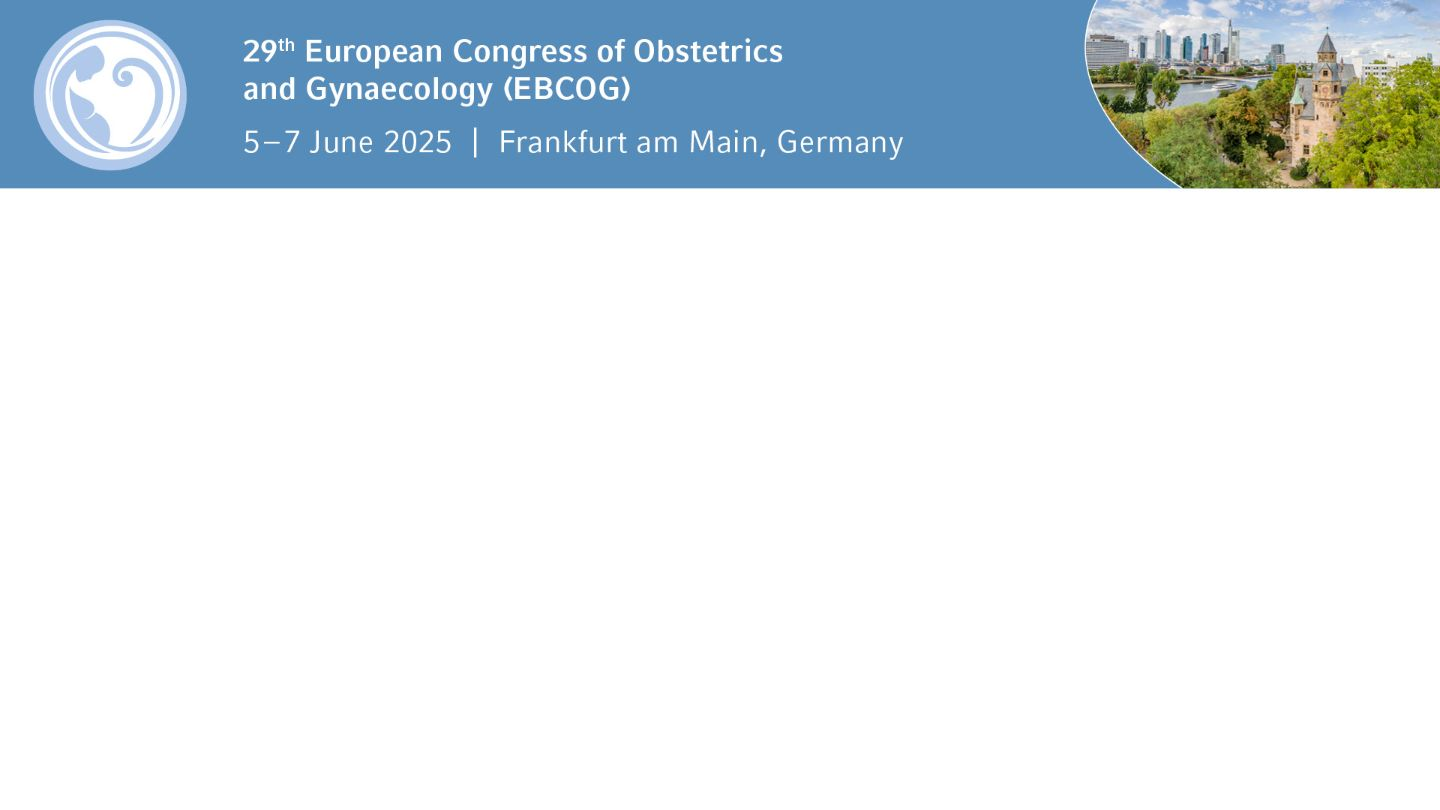 29th European Congress of Obstetrics
and Gynaecology (EBCOG)
5–7 June 2025 | Frankfurt am Main, Germany